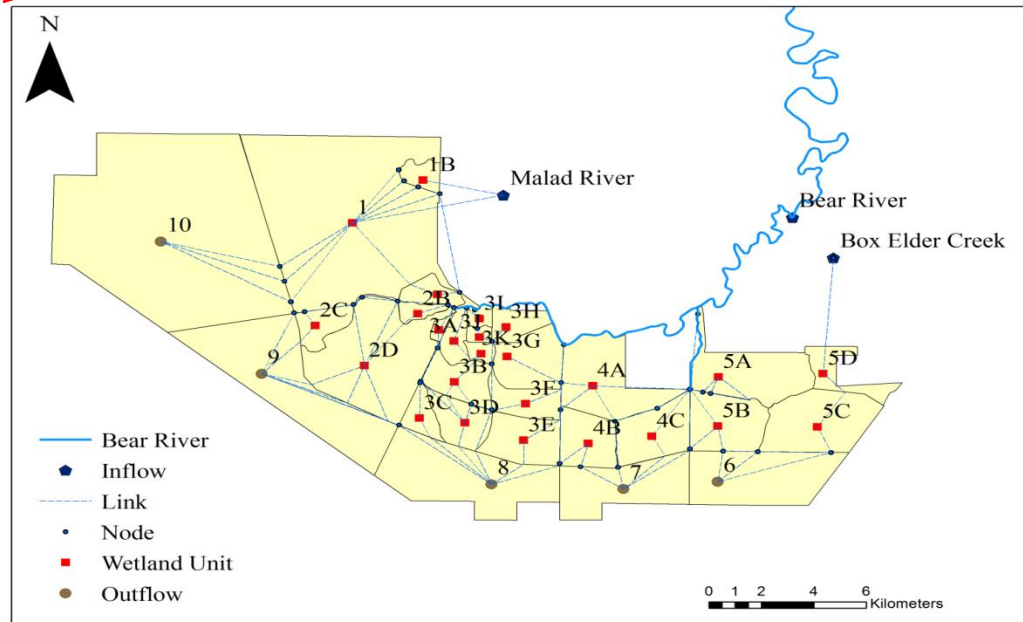 N
1B
Malad River
1
Bear River
10
Box Elder Creek
2B
3I
3H
2C
3A
3J
3K
3G
9
2D
5A
5D
3B
4A
3F
3C
3D
5B
5C
4B
4C
3E
8
7
6
Bear River
Inflow
Link
Node
Wetland Unit
Outflow
0 1 2 4 6
Kilometers